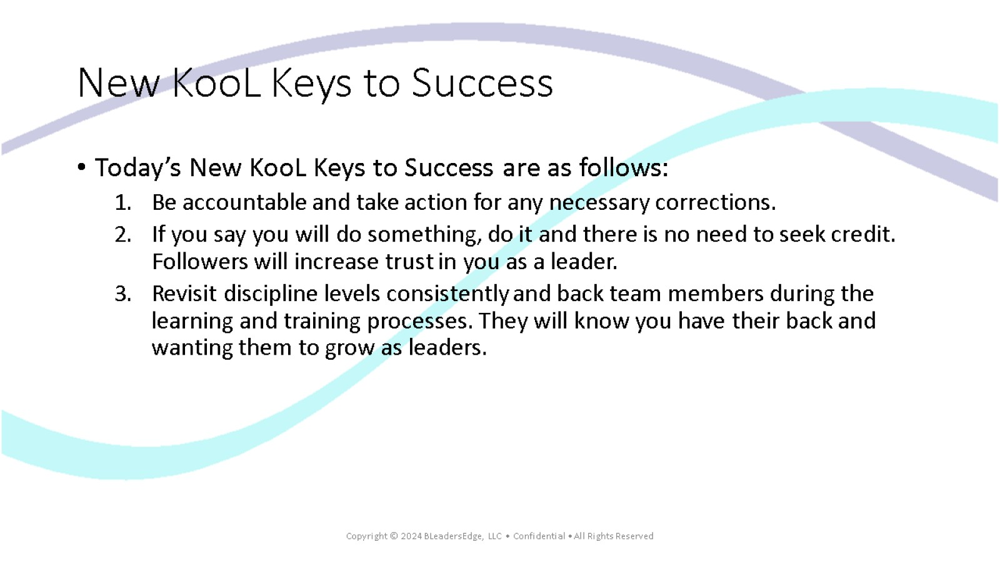 New KooL Keys to Success
• Today’s New KooL Keys to Success are as follows:
1. Be accountable and take action for any necessary corrections.
2. If you say you will do something, do it and there is no need to seek credit.
Followers will increase trust in you as a leader.
3. Revisit discipline levels consistently and back team members during the
learning and training processes. They will know you have their back and
wanting them to grow as leaders.
Copyright © 2024 BLeadersEdge, LLC • Confidential • All Rights Reserved